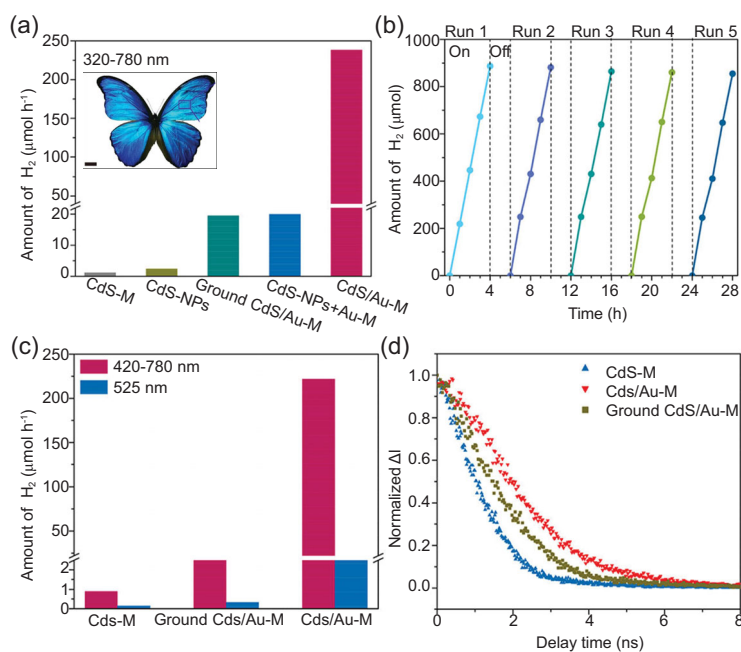 (a)
320-780 nm
Amount of H₂ (μmol h⁻¹)
250
200
150
100
50
20
10
0
CdS-M
CdS-NPs
Ground CdS/Au-M
CdS-NPs+Au-M
CdS/Au-M
(b)
Run 1 Run 2 Run 3 Run 4 Run 5
On Off
Amount of H₂ (μmol)
1000
800
600
400
200
0
0 4 8 12 16 20 24 28
Time (h)
(c)
420-780 nm
525 nm
Amount of H₂ (μmol h⁻¹)
250
200
150
100
50
2
1
0
Cds-M
Ground Cds/Au-M
Cds/Au-M
(d)
CdS-M
Cds/Au-M
Ground CdS/Au-M
Normalized ΔI
1.0
0.8
0.6
0.4
0.2
0.0
0 2 4 6 8
Delay time (ns)